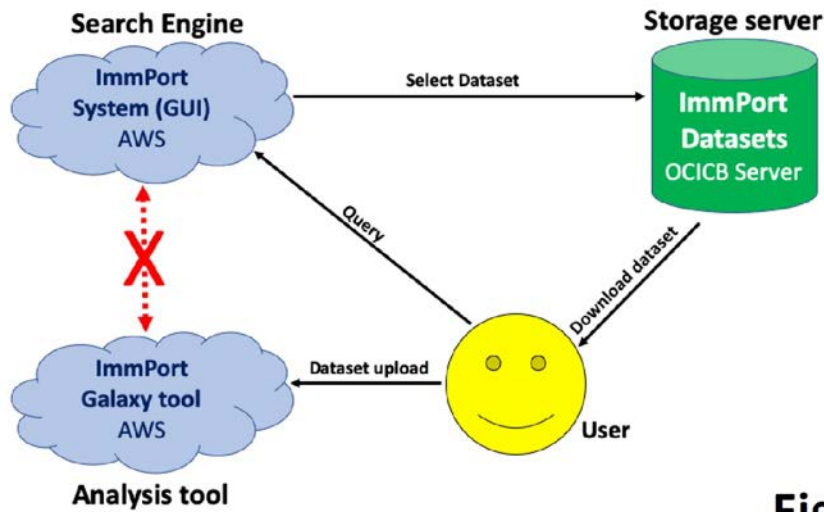 Search Engine
ImmPort
System (GUI)
AWS
Select Dataset
Storage server
ImmPort
Datasets
OCICB Server
Query
Download dataset
X
ImmPort
Galaxy tool
AWS
Dataset upload
User
Analysis tool